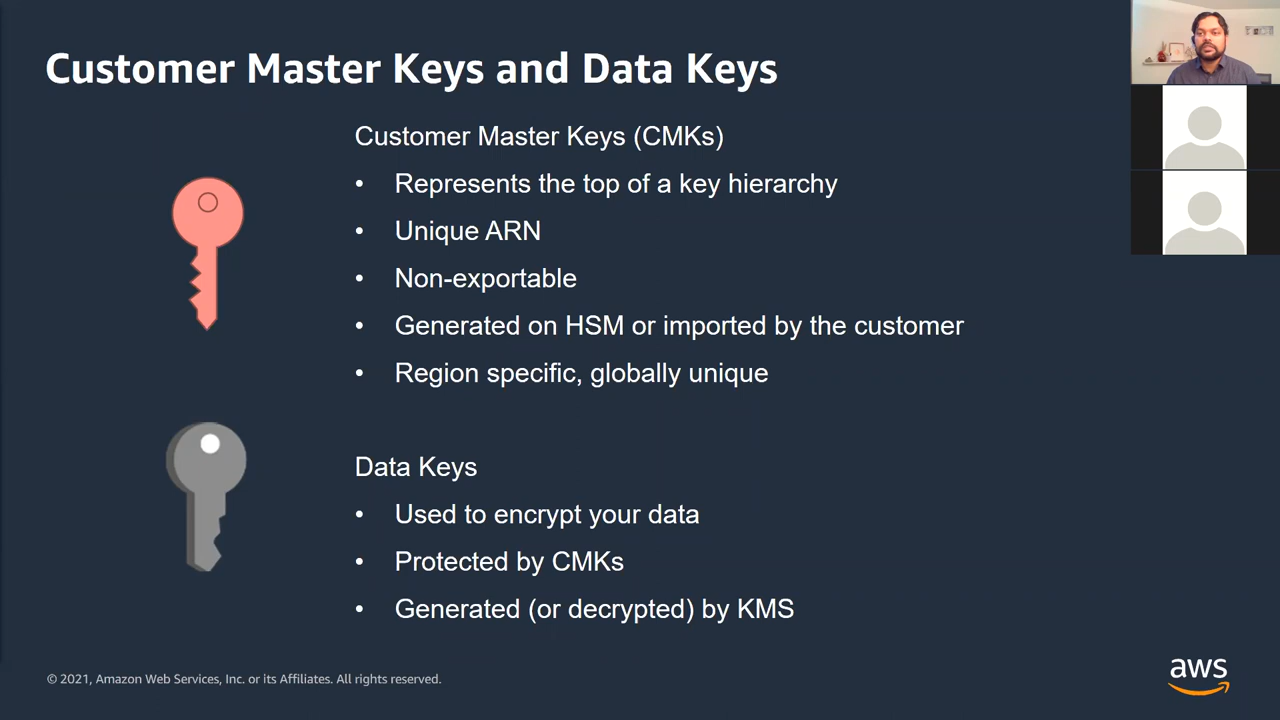 Customer Master Keys and Data Keys
Customer Master Keys (CMKs)
• Represents the top of a key hierarchy
• Unique ARN
• Non-exportable
• Generated on HSM or imported by the customer
• Region specific, globally unique
Data Keys
• Used to encrypt your data
• Protected by CMKs
• Generated (or decrypted) by KMS
© 2021, Amazon Web Services, Inc. or its Affiliates. All rights reserved.
aws